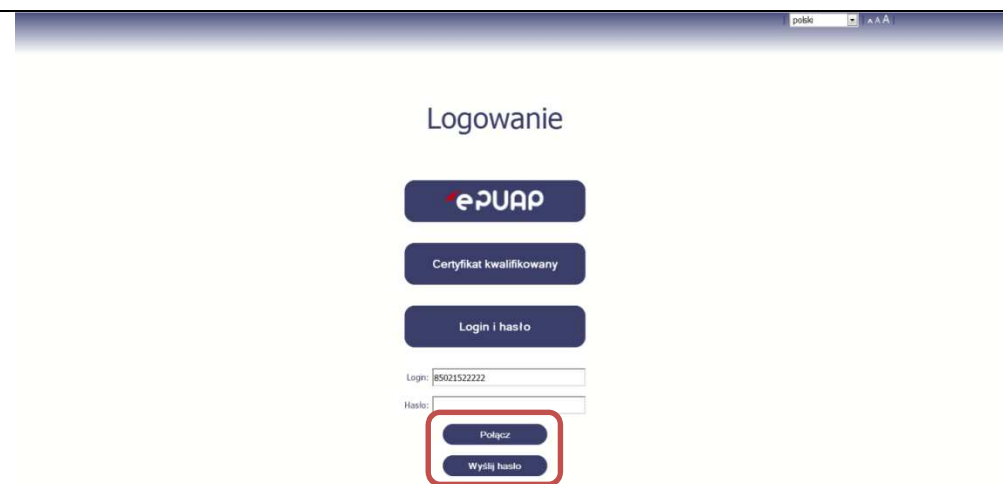 polski A A A
Logowanie
ePUAP
Certyfikat kwalifikowany
Login i hasło
Login: 85021522222
Hasło:
Połącz
Wyślij hasło